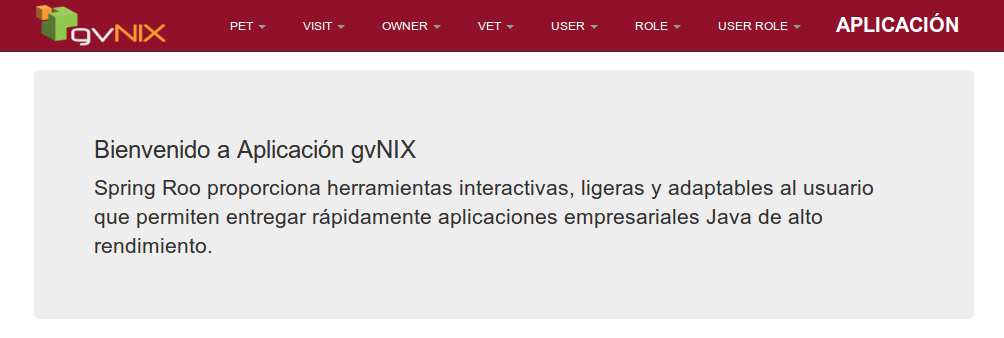 gvNIX PET VISIT OWNER VET USER ROLE USER ROLE APLICACIÓN
Bienvenido a Aplicación gvNIX
Spring Roo proporciona herramientas interactivas, ligeras y adaptables al usuario
que permiten entregar rápidamente aplicaciones empresariales Java de alto
rendimiento.